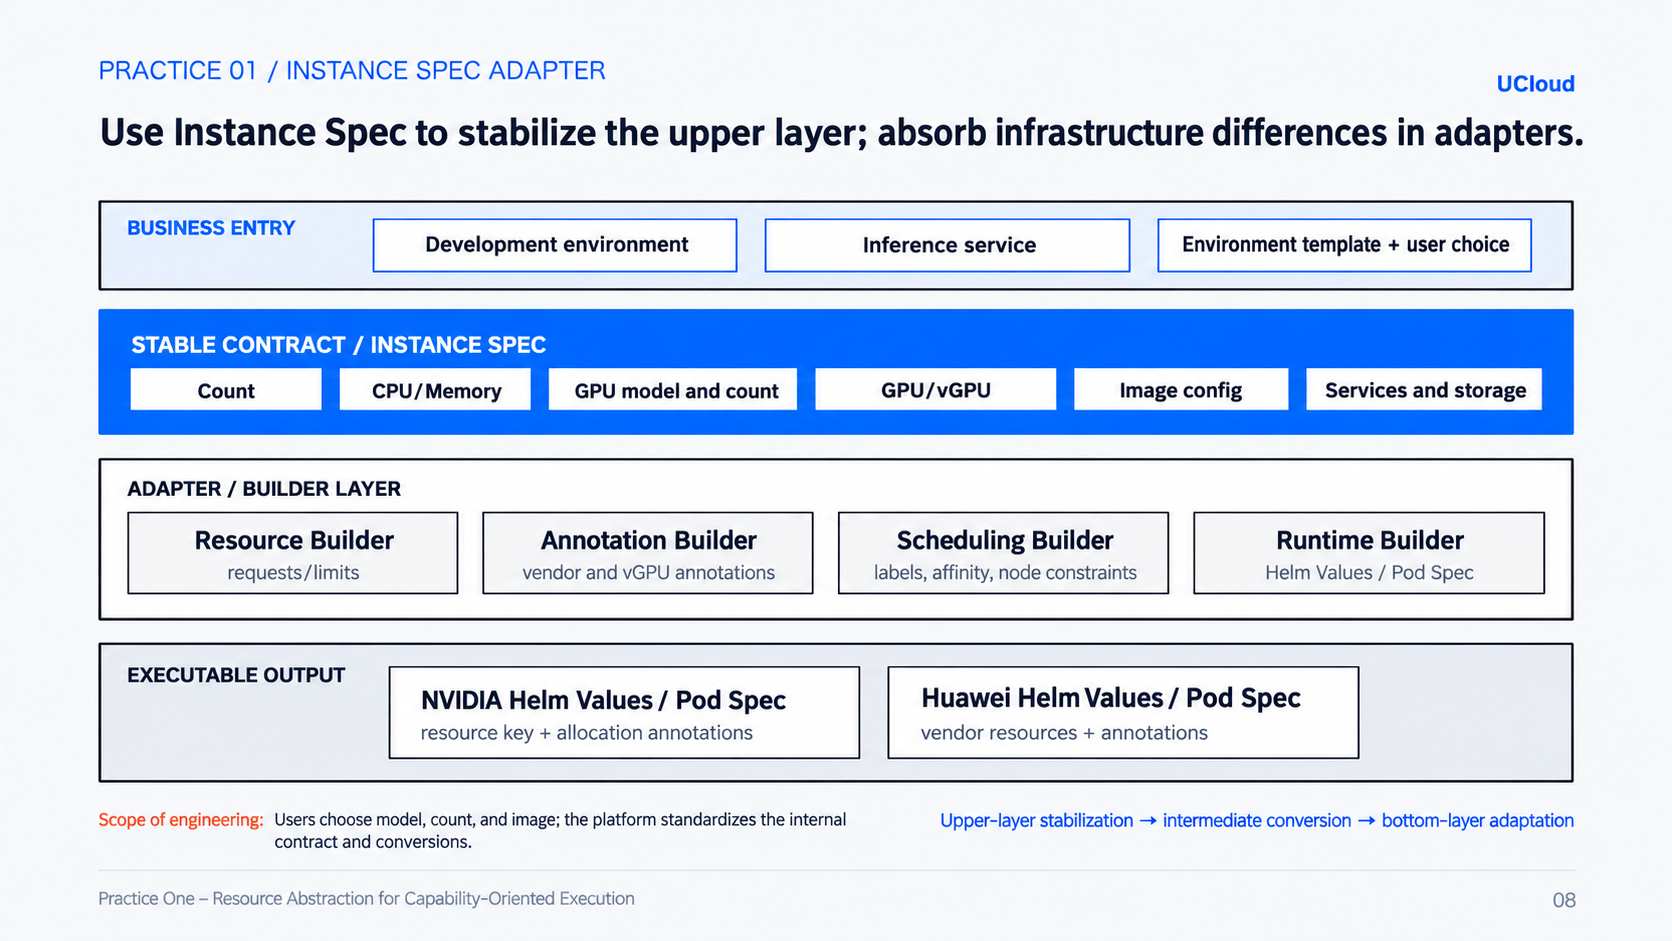 PRACTICE 01 / INSTANCE SPEC ADAPTER
UCloud
Use Instance Spec to stabilize the upper layer; absorb infrastructure differences in adapters.
BUSINESS ENTRY
Development environment
Inference service
Environment template + user choice
STABLE CONTRACT / INSTANCE SPEC
Count
CPU/Memory
GPU model and count
GPU/vGPU
Image config
Services and storage
ADAPTER / BUILDER LAYER
Resource Builder
requests/limits
Annotation Builder
vendor and vGPU annotations
Scheduling Builder
labels, affinity, node constraints
Runtime Builder
Helm Values / Pod Spec
EXECUTABLE OUTPUT
NVIDIA Helm Values / Pod Spec
resource key + allocation annotations
Huawei Helm Values / Pod Spec
vendor resources + annotations
Scope of engineering: Users choose model, count, and image; the platform standardizes the internal
contract and conversions.
Upper-layer stabilization → intermediate conversion → bottom-layer adaptation
Practice One – Resource Abstraction for Capability-Oriented Execution
08